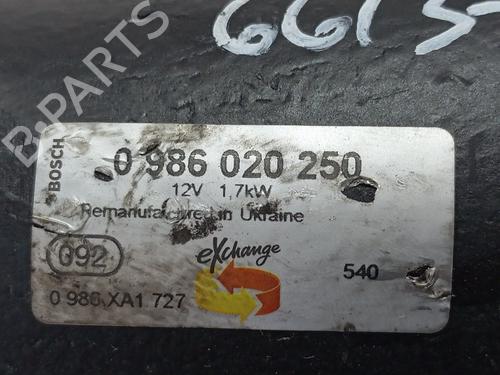 6615
B-PARTS
BOSCH
0 986 020 250
12V 1,7kW
Remanufactured in Ukraine
092
eXchange
540
0 986 XA1 727